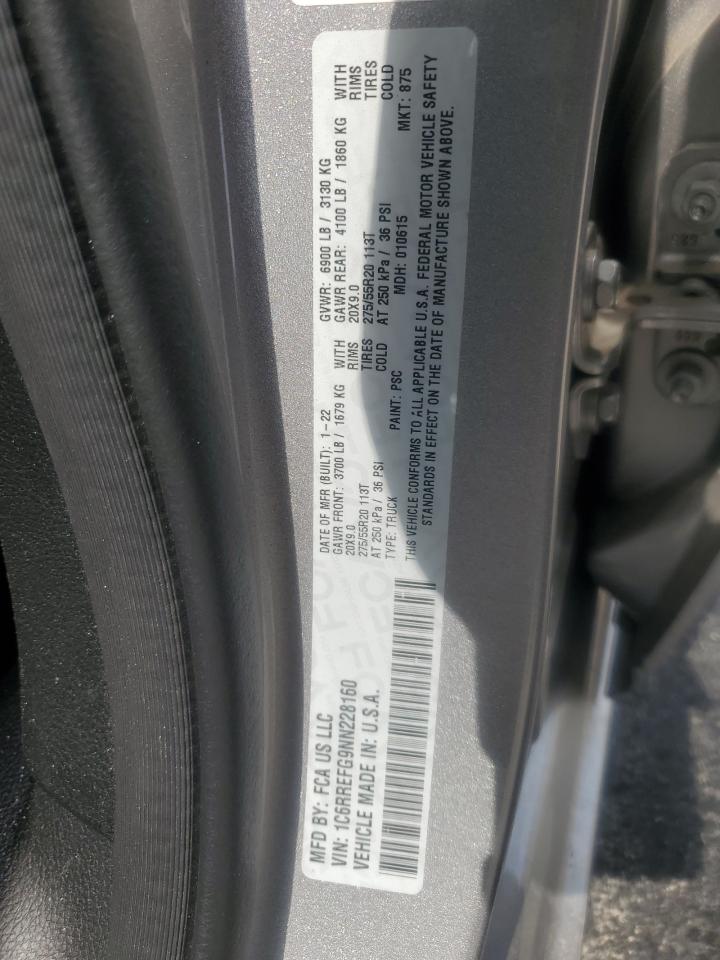 MFD BY: FCA US LLC
VIN: 1C6RREFG9NN228160
VEHICLE MADE IN: U.S.A.
DATE OF MFR (BUILT): 1-22 GVWR: 6900 LB / 3130 KG
GAWR FRONT: 3700 LB / 1679 KG WITH GAWR REAR: 4100 LB / 1860 KG WITH
20X9.0 RIMS 20X9.0 RIMS
275/55R20 113T TIRES 275/55R20 113T TIRES
AT 250 kPa / 36 PSI COLD AT 250 kPa / 36 PSI COLD
TYPE: TRUCK PAINT: PSC MDH: 010615 MKT: 875
THIS VEHICLE CONFORMS TO ALL APPLICABLE U.S.A. FEDERAL MOTOR VEHICLE SAFETY
STANDARDS IN EFFECT ON THE DATE OF MANUFACTURE SHOWN ABOVE.